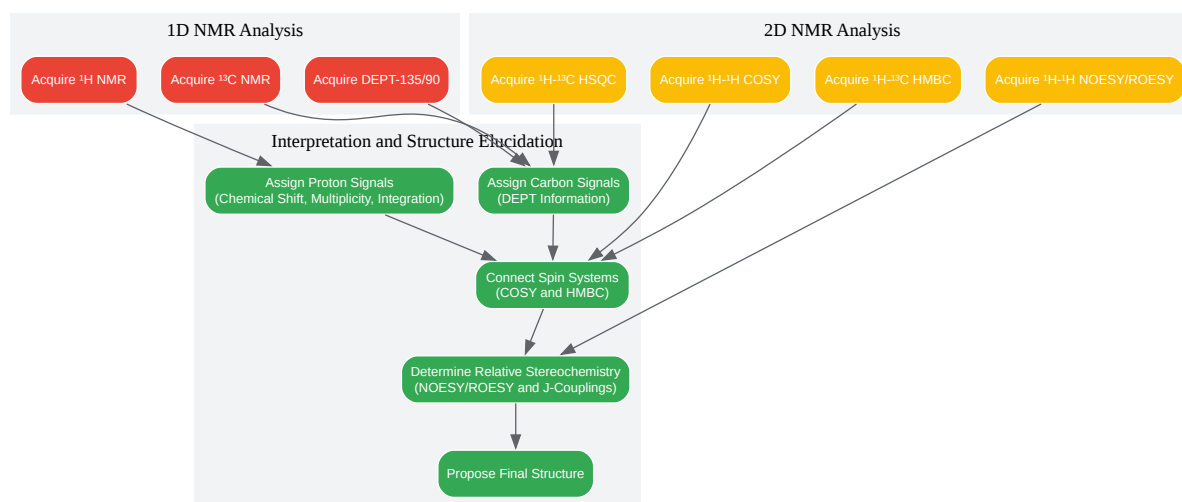 1D NMR Analysis
2D NMR Analysis
Acquire ¹H NMR
Acquire ¹³C NMR
Acquire DEPT-135/90
Acquire ¹H-¹³C HSQC
Acquire ¹H-¹H COSY
Acquire ¹H-¹³C HMBC
Acquire ¹H-¹H NOESY/ROESY
Interpretation and Structure Elucidation
Assign Proton Signals
(Chemical Shift, Multiplicity, Integration)
Assign Carbon Signals
(DEPT Information)
Connect Spin Systems
(COSY and HMBC)
Determine Relative Stereochemistry
(NOESY/ROESY and J-Couplings)
Propose Final Structure